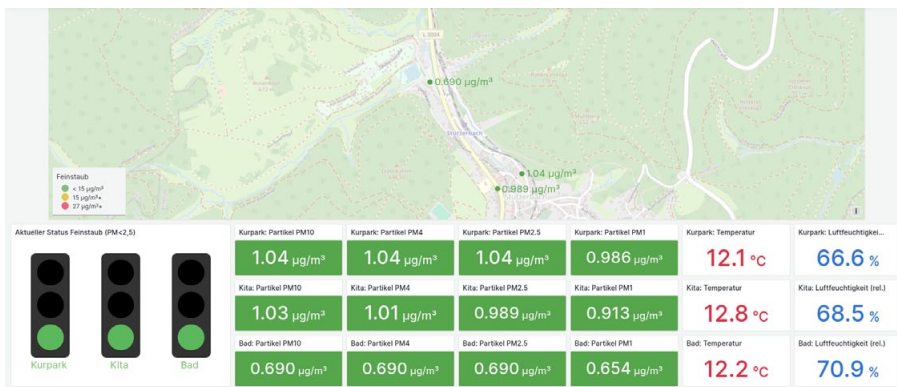 L 3004
0.690 µg/m³
Stützerbach
1.04 µg/m³
0.989 µg/m³
Stützerbach
Feinstaub
< 15 µg/m³
15 µg/m³+
27 µg/m³+
Aktueller Status Feinstaub (PM<2,5)
Kurpark
Kita
Bad
Kurpark: Partikel PM10
Kurpark: Partikel PM4
Kurpark: Partikel PM2.5
Kurpark: Partikel PM1
Kurpark: Temperatur
Kurpark: Luftfeuchtigkei...
1.04 µg/m³
1.04 µg/m³
1.04 µg/m³
0.986 µg/m³
12.1 °C
66.6 %
Kita: Partikel PM10
Kita: Partikel PM4
Kita: Partikel PM2.5
Kita: Partikel PM1
Kita: Temperatur
Kita: Luftfeuchtigkeit (rel.)
1.03 µg/m³
1.01 µg/m³
0.989 µg/m³
0.913 µg/m³
12.8 °C
68.5 %
Bad: Partikel PM10
Bad: Partikel PM4
Bad: Partikel PM2.5
Bad: Partikel PM1
Bad: Temperatur
Bad: Luftfeuchtigkeit (rel.)
0.690 µg/m³
0.690 µg/m³
0.690 µg/m³
0.654 µg/m³
12.2 °C
70.9 %